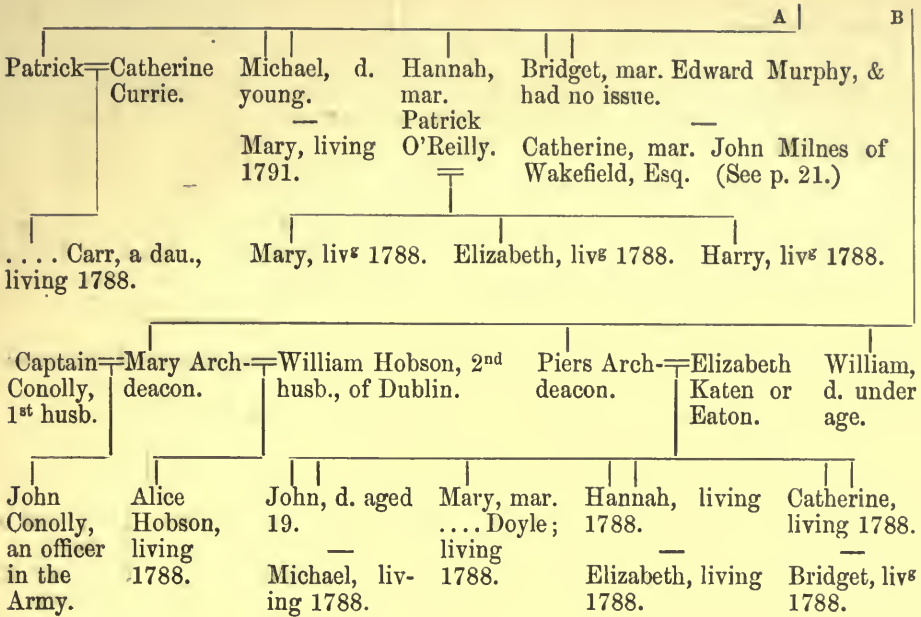 A B
Patrick=Catherine
Currie.
Michael, d.
young.
—
Mary, living
1791.
Hannah,
mar.
Patrick
O'Reilly.
=
Bridget, mar. Edward Murphy, &
had no issue.
—
Catherine, mar. John Milnes of
Wakefield, Esq. (See p. 21.)
.... Carr, a dau.,
living 1788.
Mary, livᵍ 1788.
Elizabeth, livᵍ 1788.
Harry, livᵍ 1788.
Captain=Mary Arch-=William Hobson, 2nd
Conolly, deacon. husb., of Dublin.
1st husb.
Piers Arch-=Elizabeth
deacon. Katen or
Eaton.
William,
d. under
age.
John
Conolly,
an officer
in the
Army.
Alice
Hobson,
living
1788.
John, d. aged
19.
—
Michael, liv-
ing 1788.
Mary, mar.
.... Doyle;
living
1788.
Hannah, living
1788.
—
Elizabeth, living
1788.
Catherine,
living 1788.
—
Bridget, livᵍ
1788.